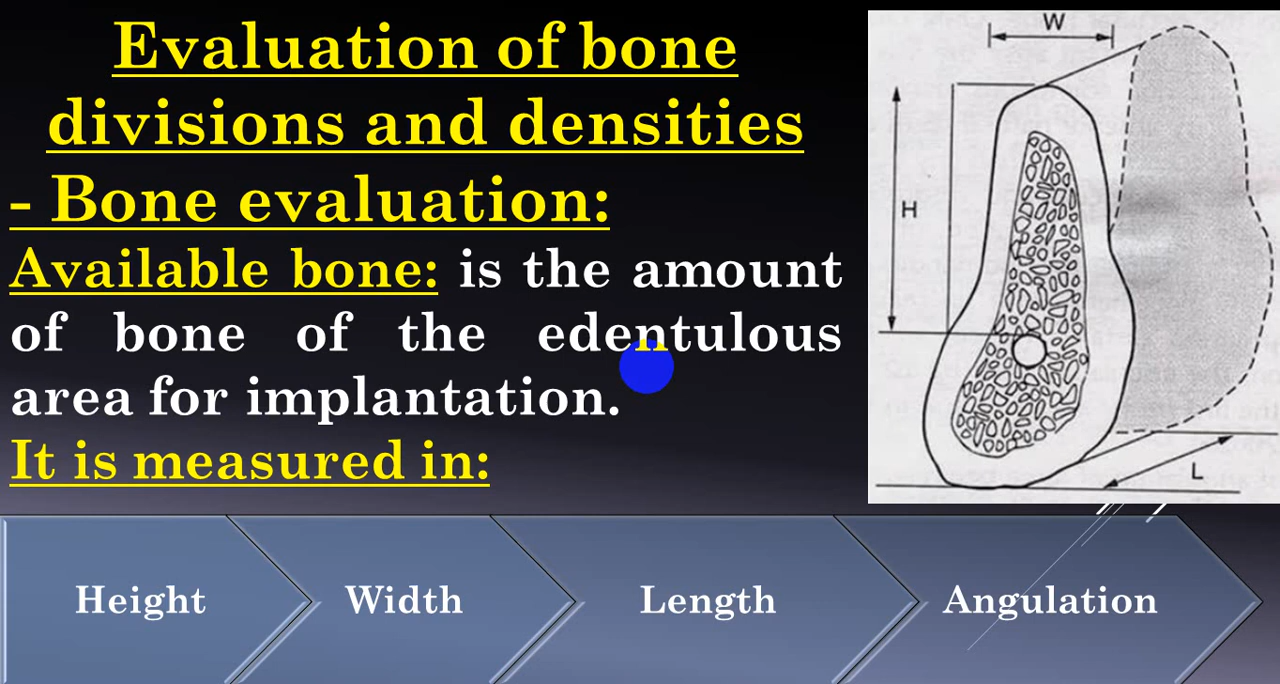 Evaluation of bone
divisions and densities
- Bone evaluation:
Available bone: is the amount
of bone of the edentulous
area for implantation.
It is measured in:
W
H
L
Height
Width
Length
Angulation